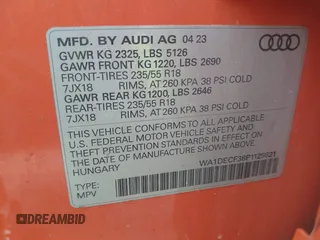 MFD. BY AUDI AG 04 23
GVWR KG 2325, LBS 5126
GAWR FRONT KG 1220, LBS 2690
FRONT-TIRES 235/55 R18
7JX18 RIMS, AT 260 KPA 38 PSI COLD
GAWR REAR KG1200, LBS 2646
REAR-TIRES 235/55 R18
7JX18 RIMS, AT 260 KPA 38 PSI COLD
THIS VEHICLE CONFORMS TO ALL APPLICABLE
U.S. FEDERAL MOTOR VEHICLE SAFETY AND
THEFT PREVENTION STANDARDS IN EFFECT ON
THE DATE OF MANUFACTURE SHOWN ABOVE.
HUNGARY
TYPE:
MPV
DREAMBID